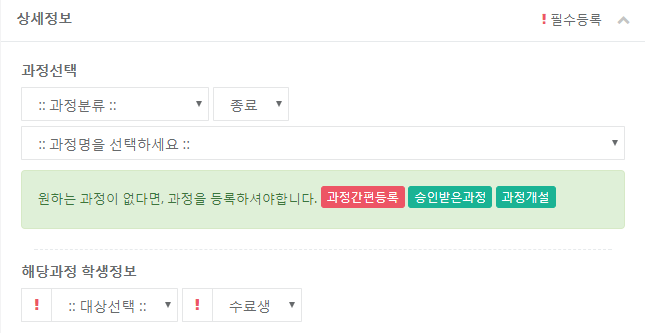 상세정보 ! 필수등록
과정선택
:: 과정분류 :: 종료
:: 과정명을 선택하세요 ::
원하는 과정이 없다면, 과정을 등록하셔야합니다. 과정간편등록 승인받은과정 과정개설
해당과정 학생정보
! :: 대상선택 :: ! 수료생